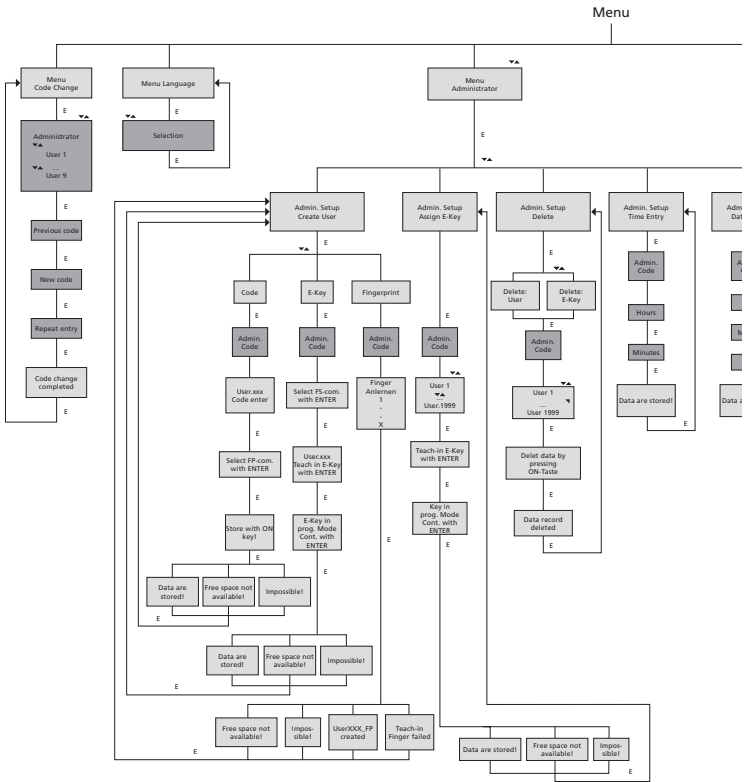 Menu
Menu
Code Change
E
Administrator
User 1
...
User 9
E
Previous code
E
New code
E
Repeat entry
E
Code change
completed
E
Menu Language
E
Selection
E
Menu
Administrator
E
Admin. Setup
Create User
E
Code
E
Admin.
Code
E
User.xxx
Code enter
E
Select FP-com.
with ENTER
E
Store with ON
key!
E
Data are
stored!
Free space not
available!
Impossible!
E
E-Key
E
Admin.
Code
E
Select FS-com.
with ENTER
E
User.xxx
Teach in E-Key
with ENTER
E
E-Key in
prog. Mode
Cont. with
ENTER
E
Data are
stored!
Free space not
available!
Impossible!
E
Fingerprint
E
Admin.
Code
E
Finger
Anlernen
1
.
.
X
E
Free space not
available!
Impos-
sible!
UserXXX_FP
created
Teach-in
Finger failed
E
Admin. Setup
Assign E-Key
E
Admin.
Code
E
User 1
...
User.1999
E
Teach-in E-Key
with ENTER
E
Key in
prog. Mode
Cont. with
ENTER
E
Data are stored!
Free space not
available!
Impos-
sible!
E
Admin. Setup
Delete
E
Delete:
User
Delete:
E-Key
E
Admin.
Code
E
User 1
...
User 1999
E
Delet data by
pressing
ON-Taste
E
Data record
deleted
E
Admin. Setup
Time Entry
E
Admin.
Code
E
Hours
E
Minutes
E
Data are stored!
E